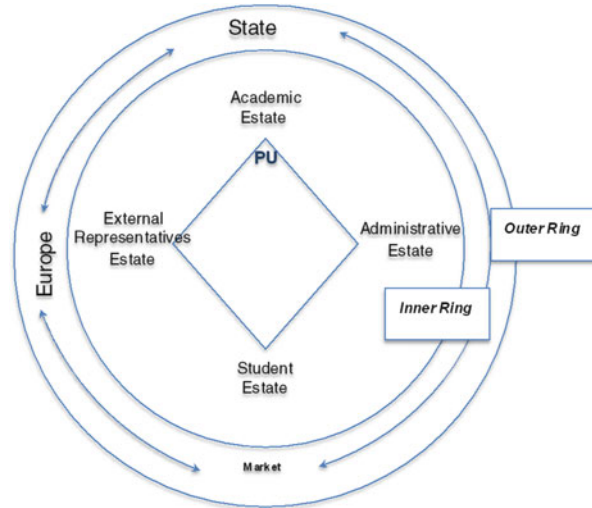 State
Academic
Estate
PU
External
Representatives
Estate
Administrative
Estate
Outer Ring
Europe
Inner Ring
Student
Estate
Market